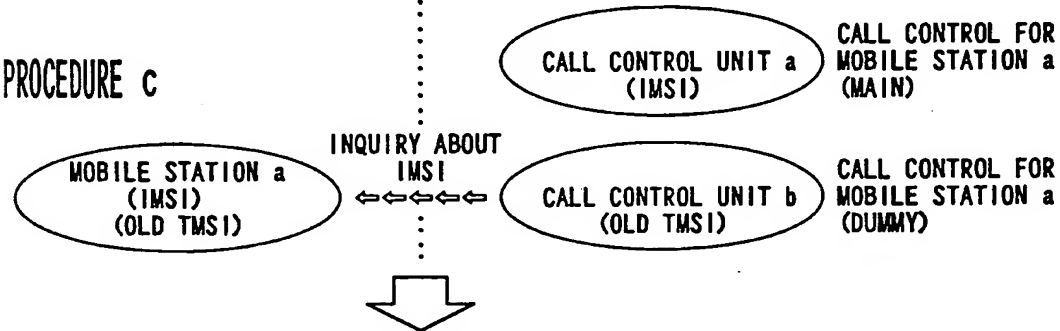 PROCEDURE c
CALL CONTROL UNIT a
(IMSI)
CALL CONTROL FOR
MOBILE STATION a
(MAIN)
MOBILE STATION a
(IMSI)
(OLD TMSI)
INQUIRY ABOUT
IMSI
CALL CONTROL UNIT b
(OLD TMSI)
CALL CONTROL FOR
MOBILE STATION a
(DUMMY)